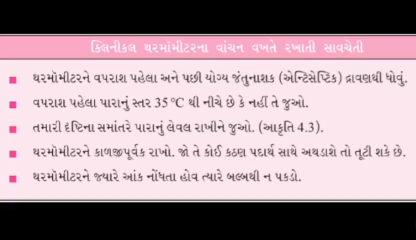 ક્લિનીકલ થરમૉમીટરના વાંચન વખતે રખાતી સાવચેતી
થરમૉમીટરને વપરાશ પહેલા અને પછી યોગ્ય જંતુનાશક (એન્ટિસેપ્ટિક) દ્રાવણથી ધોવું.
વપરાશ પહેલા પારાનું સ્તર 35 °C થી નીચે છે કે નહીં તે જુઓ.
તમારી દૃષ્ટિના સમાંતરે પારાનું લેવલ રાખીને જુઓ. (આકૃતિ 4.3).
થરમૉમીટરને કાળજીપૂર્વક રાખો. જો તે કોઈ કઠણ પદાર્થ સાથે અથડાશે તો તૂટી શકે છે.
થરમૉમીટરને જ્યારે આંક નોંધતા હોવ ત્યારે બલ્બથી ન પકડો.